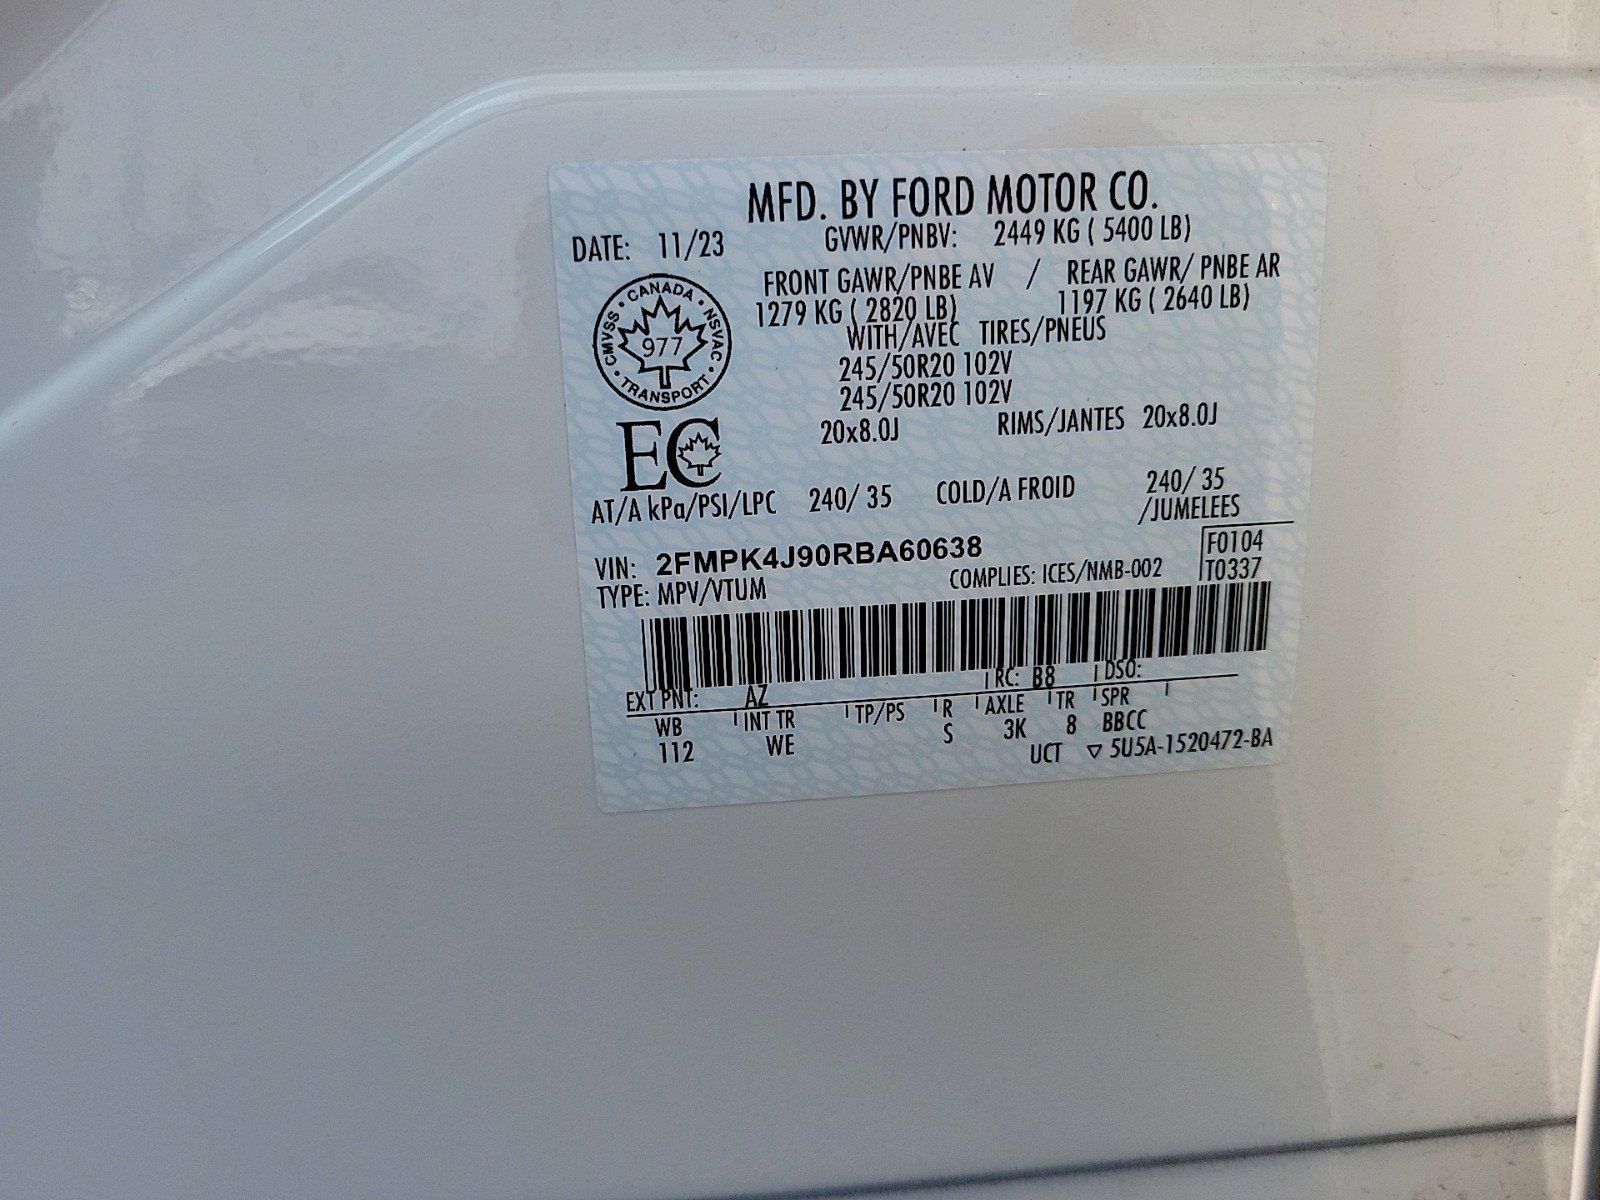 MFD. BY FORD MOTOR CO.
DATE: 11/23 GVWR/PNBV: 2449 KG ( 5400 LB)
FRONT GAWR/PNBE AV / REAR GAWR/ PNBE AR
1279 KG ( 2820 LB) 1197 KG ( 2640 LB)
WITH/AVEC TIRES/PNEUS
245/50R20 102V
245/50R20 102V
20x8.0J RIMS/JANTES 20x8.0J
CANADA • NSVAC • TRANSPORT • CMVSS •
977
EC
AT/A kPa/PSI/LPC 240/ 35 COLD/A FROID 240/ 35
/JUMELEES
VIN: 2FMPK4J90RBA60638 F0104
TYPE: MPV/VTUM COMPLIES: ICES/NMB-002 T0337
EXT PNT: AZ RC: B8 DSO:
WB INT TR TP/PS R AXLE TR SPR
112 WE S 3K 8 BBCC
UCT ▽ 5U5A-1520472-BA